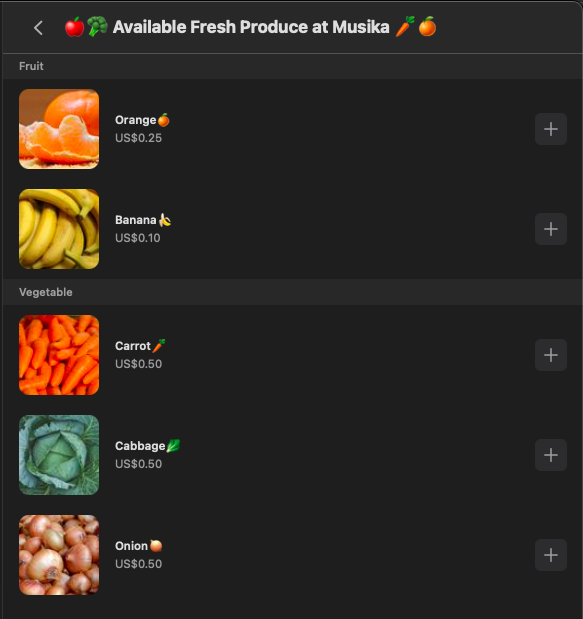 🍎🥦 Available Fresh Produce at Musika 🥕🍊
Fruit
Orange🍊
US$0.25
Banana🍌
US$0.10
Vegetable
Carrot🥕
US$0.50
Cabbage🥬
US$0.50
Onion🧅
US$0.50